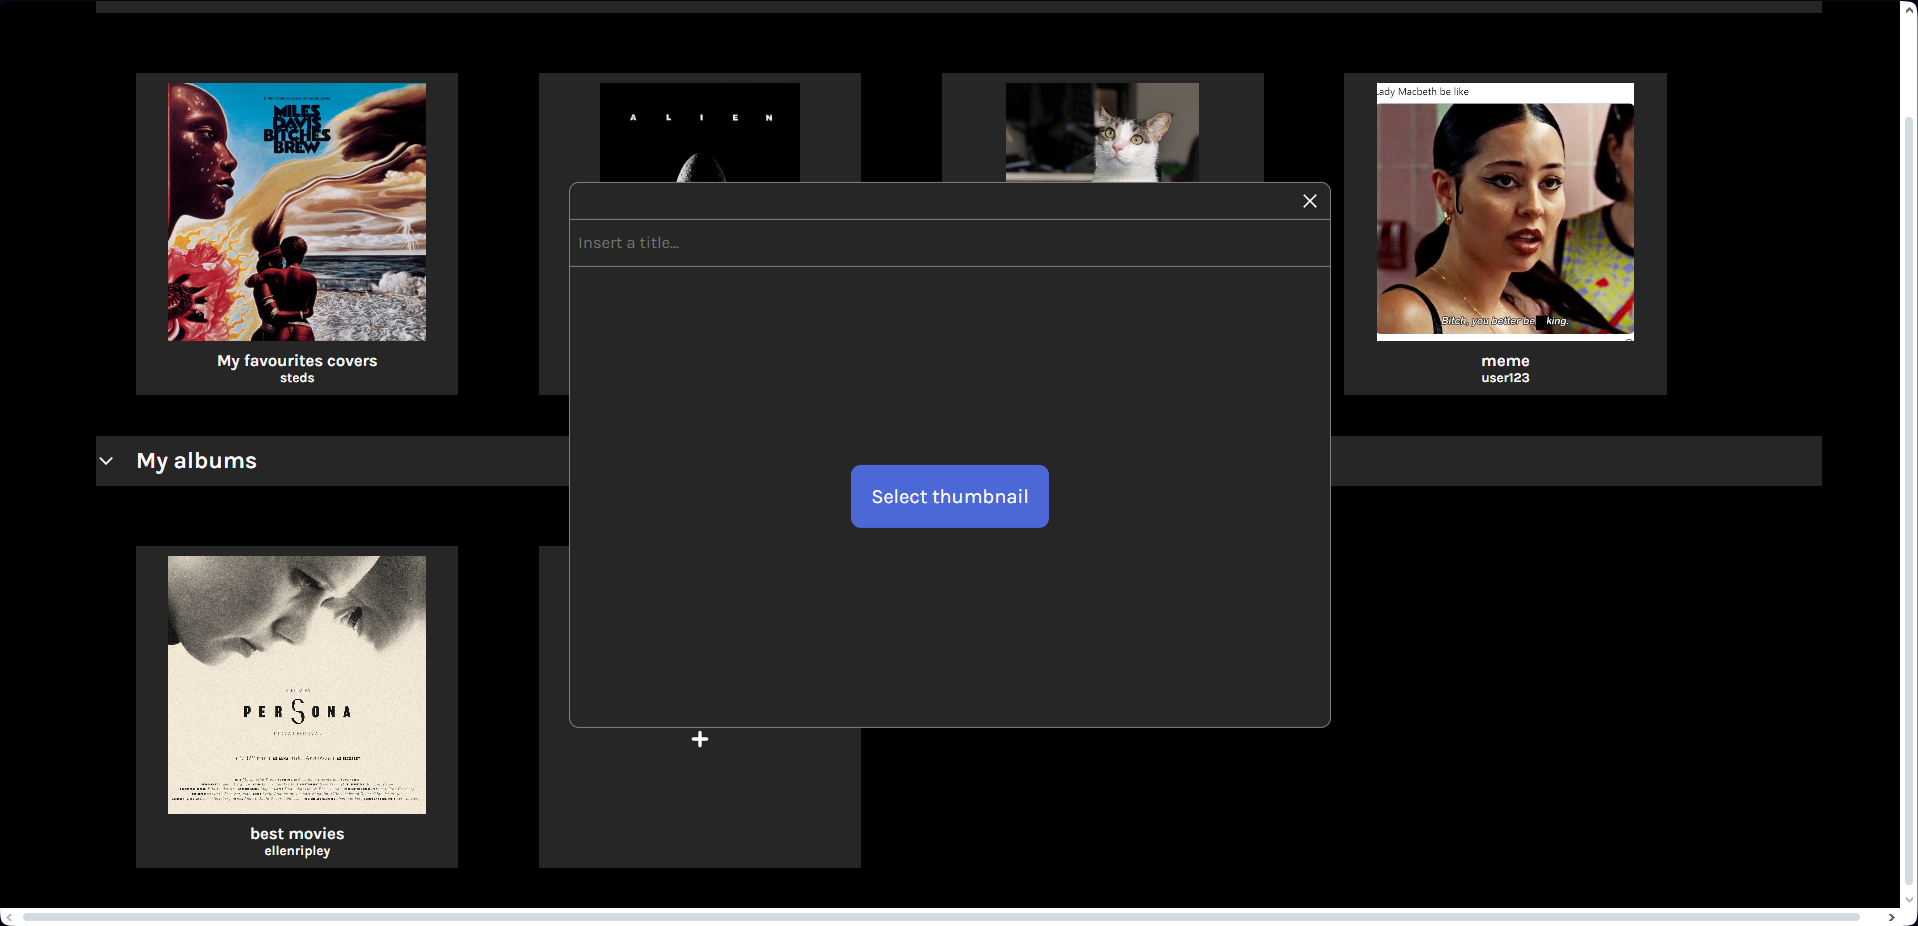 MILES
DAVIS
BITCHES
BREW
My favourites covers
steds
ALIEN
Lady Macbeth be like
Bitch, you better be king.
meme
user123
Insert a title...
Select thumbnail
My albums
PERSONA
best movies
ellenripley